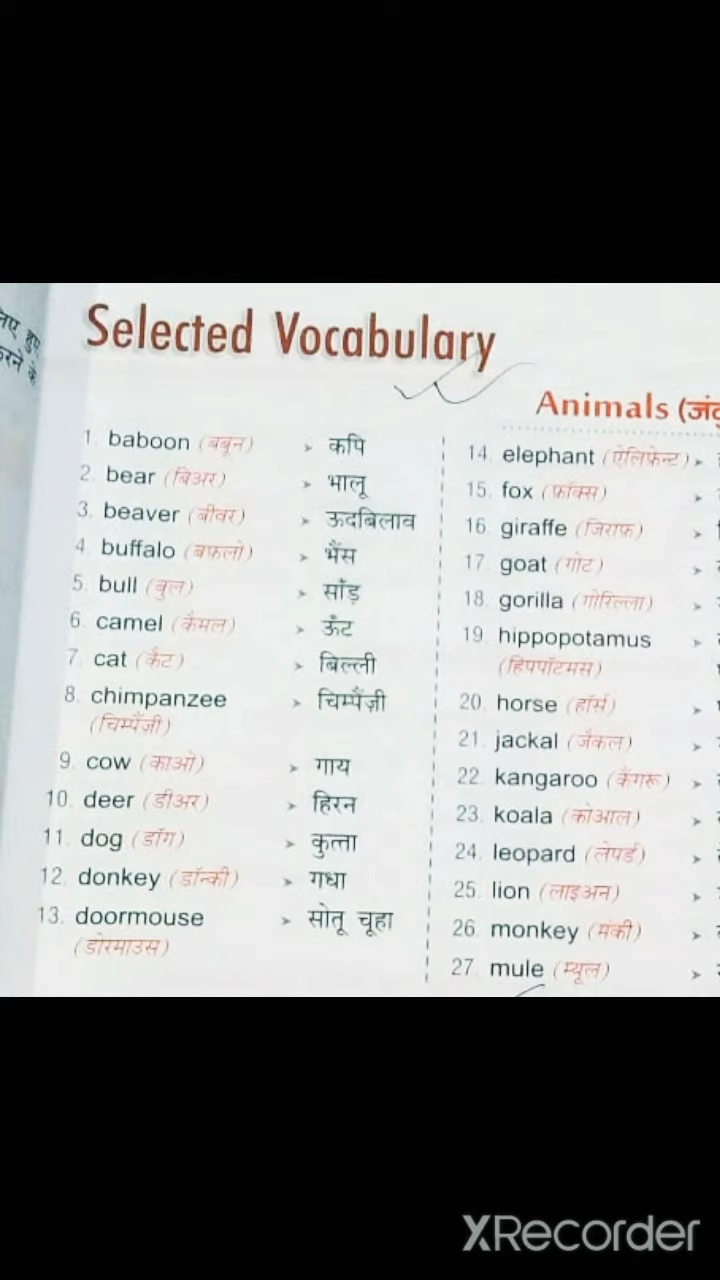 Selected Vocabulary
Animals
1. baboon (बबून) ➤ कपि
2. bear (बिअर) ➤ भालू
3. beaver (बीवर) ➤ ऊदबिलाव
4. buffalo (बफ़लो) ➤ भैंस
5. bull (बुल) ➤ साँड़
6. camel (कैमल) ➤ ऊँट
7. cat (कैट) ➤ बिल्ली
8. chimpanzee ➤ चिम्पैंज़ी
(चिम्पैंज़ी)
9. cow (काओ) ➤ गाय
10. deer (डीअर) ➤ हिरन
11. dog (डॉग) ➤ कुत्ता
12. donkey (डॉन्की) ➤ गधा
13. doormouse ➤ सोतू चूहा
(डोरमाउस)
14. elephant (ऐलिफ़ेन्ट) ➤
15. fox (फ़ॉक्स) ➤
16. giraffe (जिराफ़) ➤
17. goat (गोट) ➤
18. gorilla (गोरिल्ला) ➤
19. hippopotamus ➤
(हिपपॉटमस)
20. horse (हॉर्स) ➤
21. jackal (जैकल) ➤
22. kangaroo (कैंगरू) ➤
23. koala (कोआल) ➤
24. leopard (लेपर्ड) ➤
25. lion (लाइअन) ➤
26. monkey (मंकी) ➤
27. mule (म्यूल) ➤
XRecorder